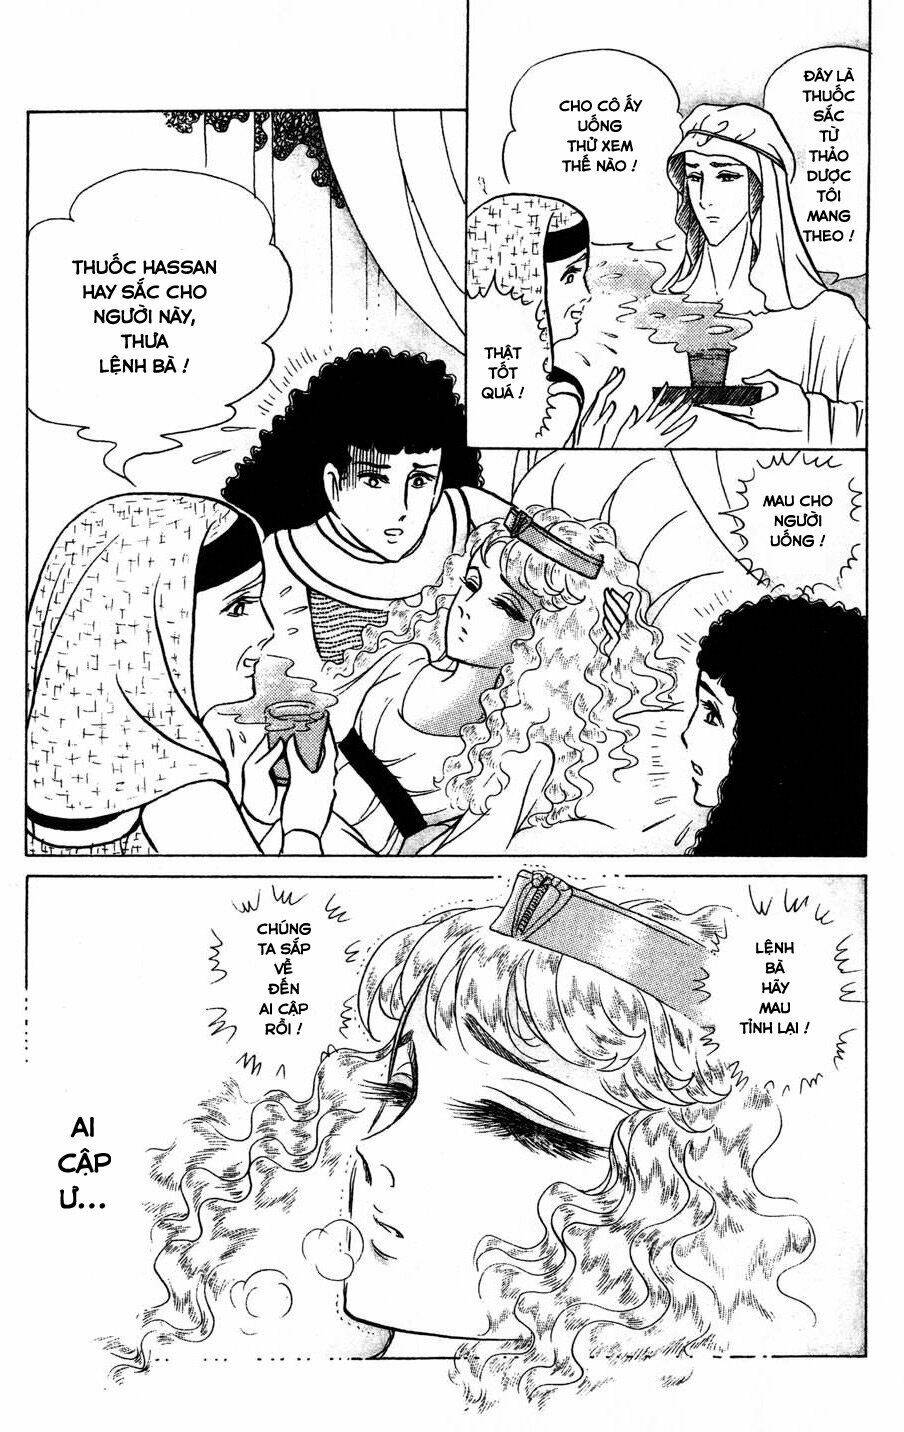 ĐÂY LÀ
THUỐC
SẮC
TỪ
THẢO
DƯỢC
TÔI
MANG
THEO !
CHO CÔ ẤY
UỐNG
THỬ XEM
THẾ NÀO !
THẬT
TỐT
QUÁ !
THUỐC HASSAN
HAY SẮC CHO
NGƯỜI NÀY,
THƯA
LỆNH BÀ !
MAU CHO
NGƯỜI
UỐNG !
LỆNH
BÀ
HÃY
MAU
TỈNH LẠI !
CHÚNG
TA SẮP
VỀ
ĐẾN
AI CẬP
RỒI !
AI
CẬP
Ư...